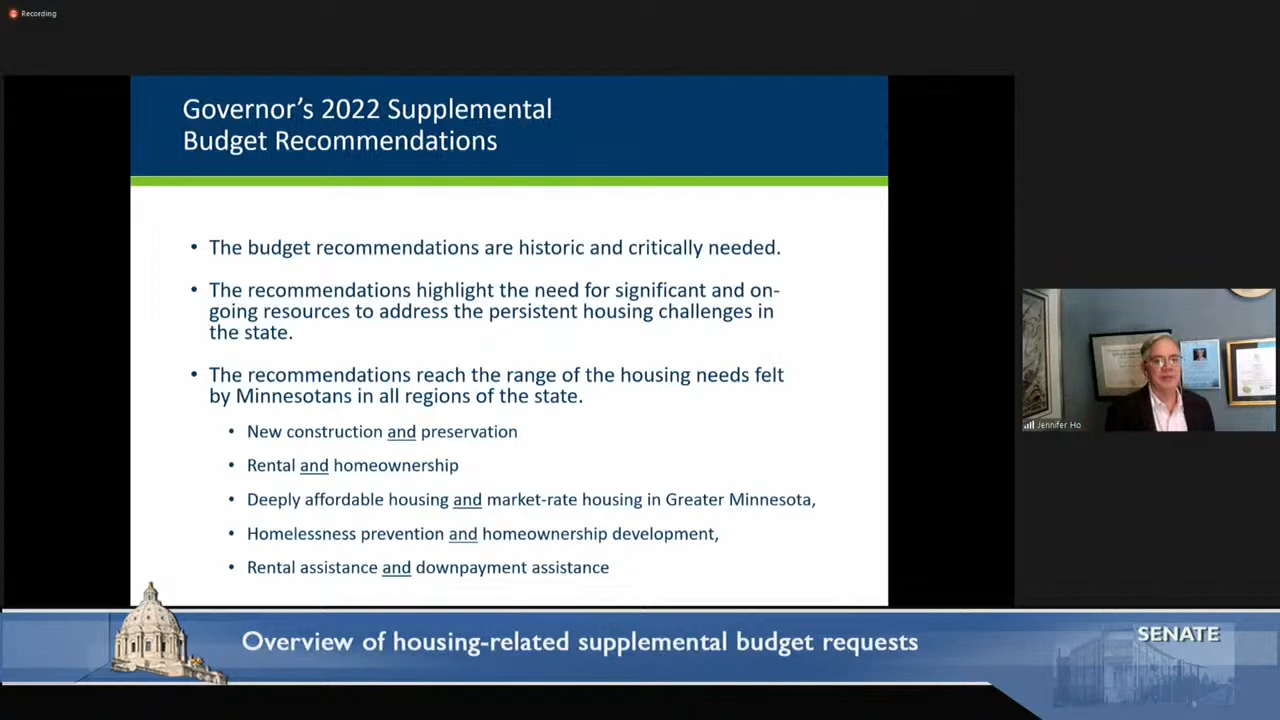 Recording
Governor's 2022 Supplemental
Budget Recommendations
• The budget recommendations are historic and critically needed.
• The recommendations highlight the need for significant and on-
going resources to address the persistent housing challenges in
the state.
• The recommendations reach the range of the housing needs felt
by Minnesotans in all regions of the state.
• New construction and preservation
• Rental and homeownership
• Deeply affordable housing and market-rate housing in Greater Minnesota,
• Homelessness prevention and homeownership development,
• Rental assistance and downpayment assistance
Jennifer Ho
Overview of housing-related supplemental budget requests
SENATE